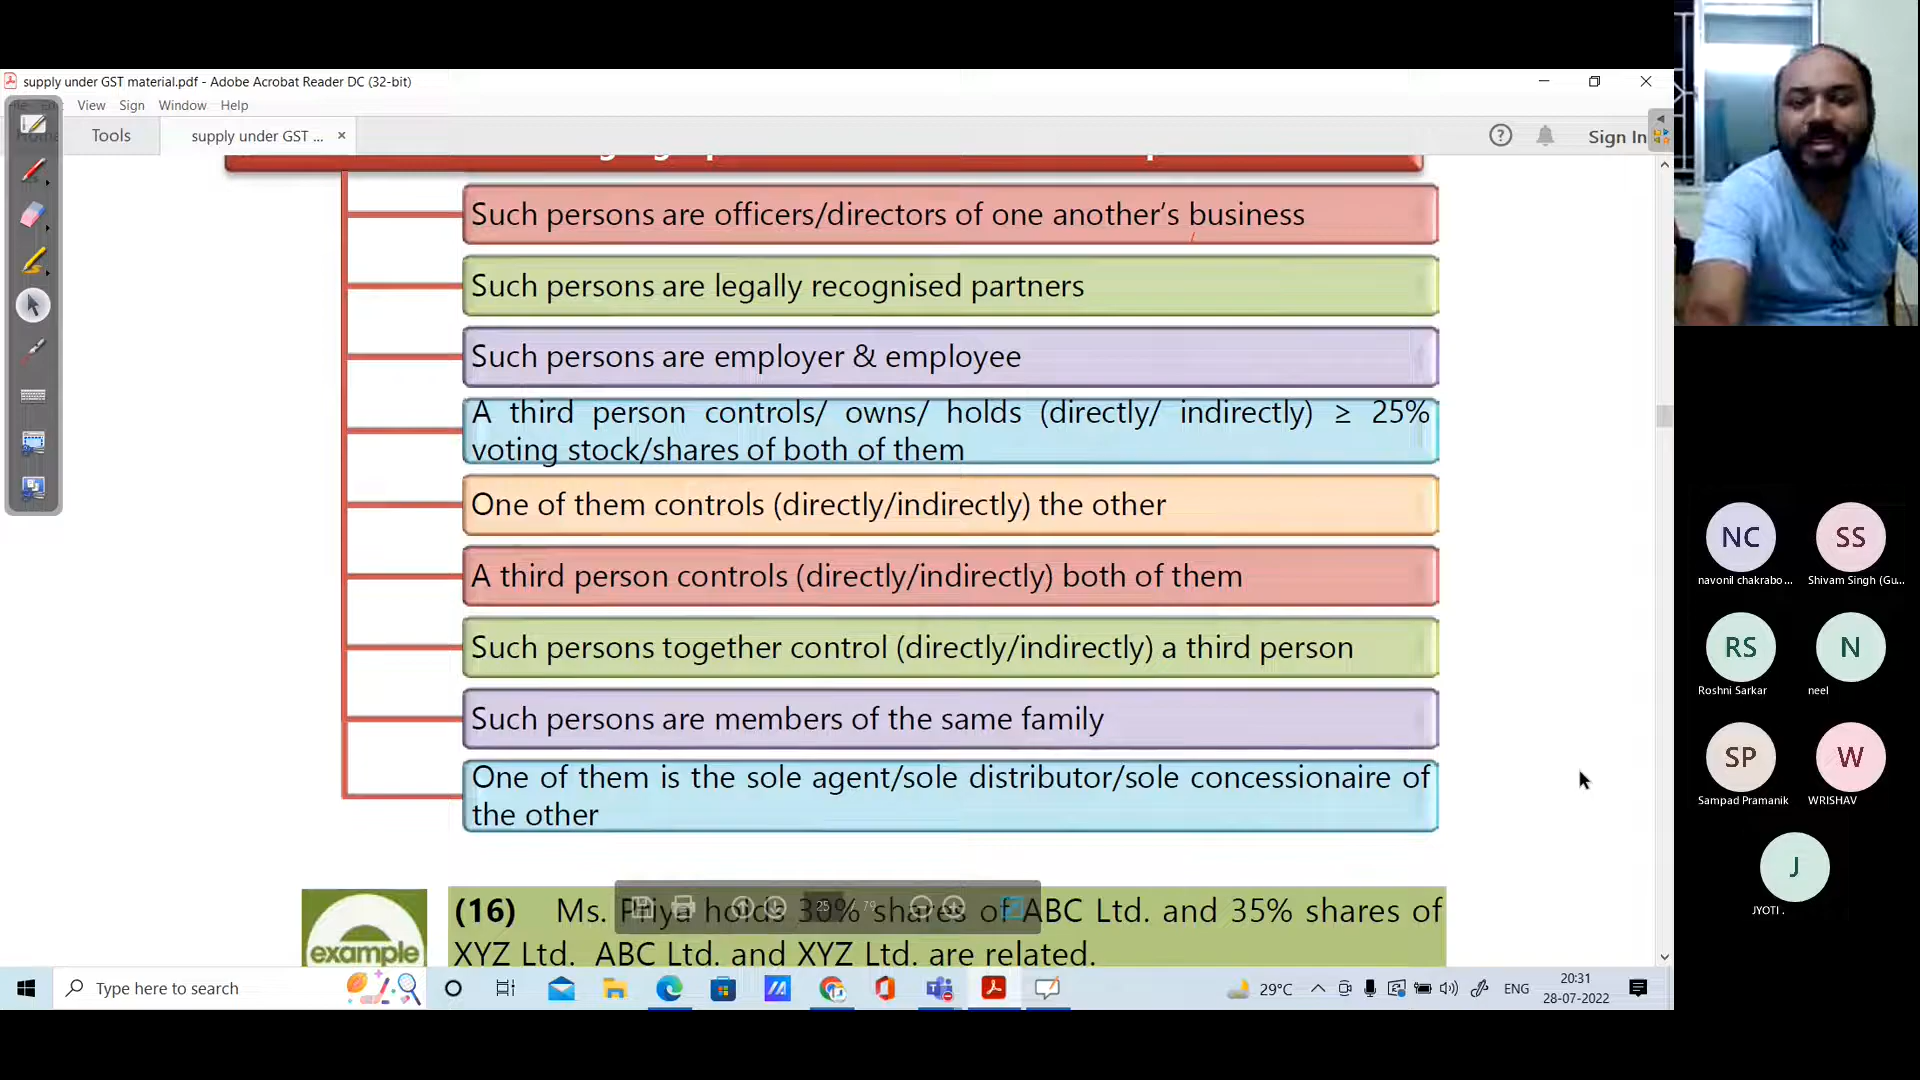 supply under GST material.pdf - Adobe Acrobat Reader DC (32-bit)
View Sign Window Help
Tools
supply under GST ...
Sign In
Such persons are officers/directors of one another's business
Such persons are legally recognised partners
Such persons are employer & employee
A third person controls/ owns/ holds (directly/ indirectly) ≥ 25%
voting stock/shares of both of them
One of them controls (directly/indirectly) the other
A third person controls (directly/indirectly) both of them
Such persons together control (directly/indirectly) a third person
Such persons are members of the same family
One of them is the sole agent/sole distributor/sole concessionaire of
the other
example
(16) Ms. Priya holds 30% shares of ABC Ltd. and 35% shares of
XYZ Ltd. ABC Ltd. and XYZ Ltd. are related.
25 / 79
NC
navonil chakrabo...
SS
Shivam Singh (Gu...
RS
Roshni Sarkar
N
neel
SP
Sampad Pramanik
W
WRISHAV
J
JYOTI .
Type here to search
29°C
ENG
20:31
28-07-2022